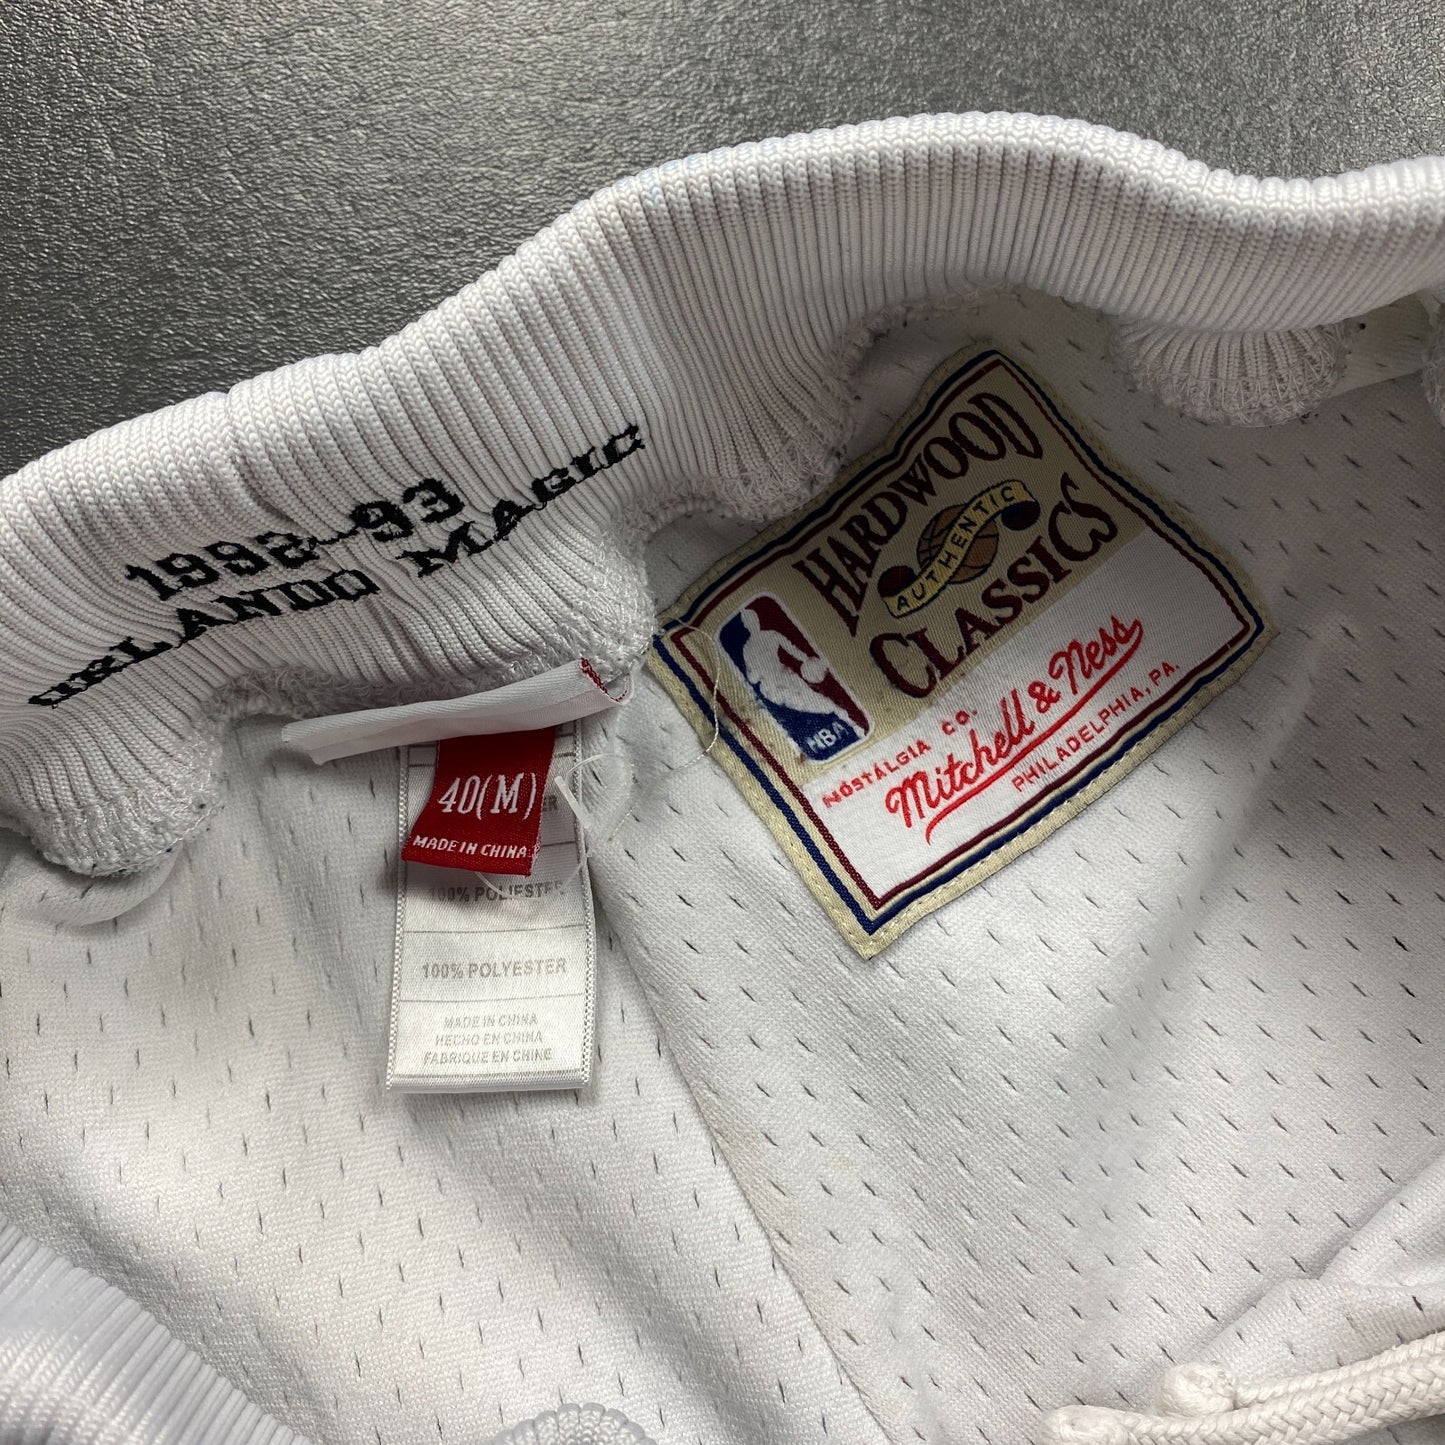 1992-93
ORLANDO MAGIC
HARDWOOD
AUTHENTIC
CLASSICS
NBA
NOSTALGIA CO.
Mitchell & Ness
PHILADELPHIA, PA.
40(M)
MADE IN CHINA
100% POLYESTER
100% POLYESTER
MADE IN CHINA
HECHO EN CHINA
FABRIQUE EN CHINE